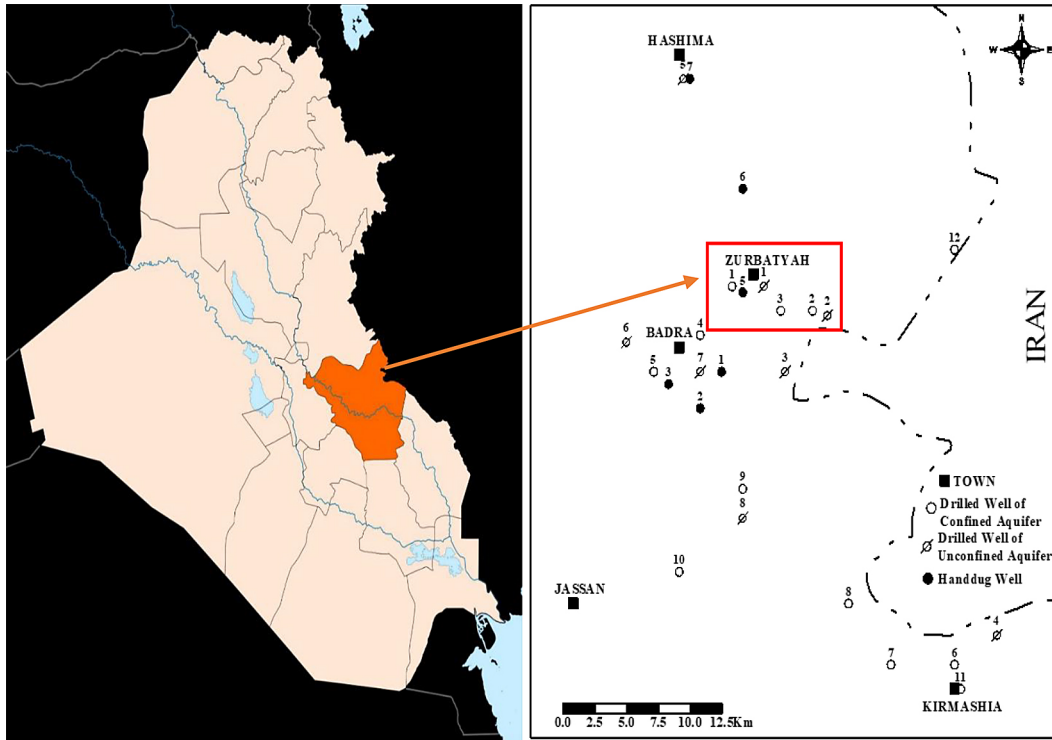 N
W E
S
HASHIMA
5 7
6
12
ZURBATYAH
1 5 1
3 2 2
4
6
BADRA
5 3 7 1 3
2
IRAN
9
8
TOWN
Drilled Well of
Confined Aquifer
Drilled Well of
Unconfined Aquifer
Handdug Well
10
JASSAN
8
4
7 6
11
KIRMASHIA
0.0 2.5 5.0 7.5 10.0 12.5Km